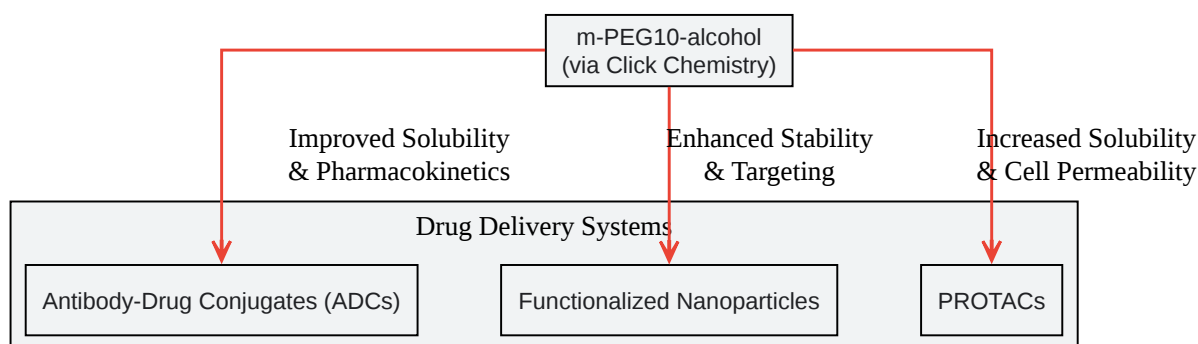 m-PEG10-alcohol
(via Click Chemistry)
Improved Solubility
& Pharmacokinetics
Enhanced Stability
& Targeting
Increased Solubility
& Cell Permeability
Drug Delivery Systems
Antibody-Drug Conjugates (ADCs)
Functionalized Nanoparticles
PROTACs